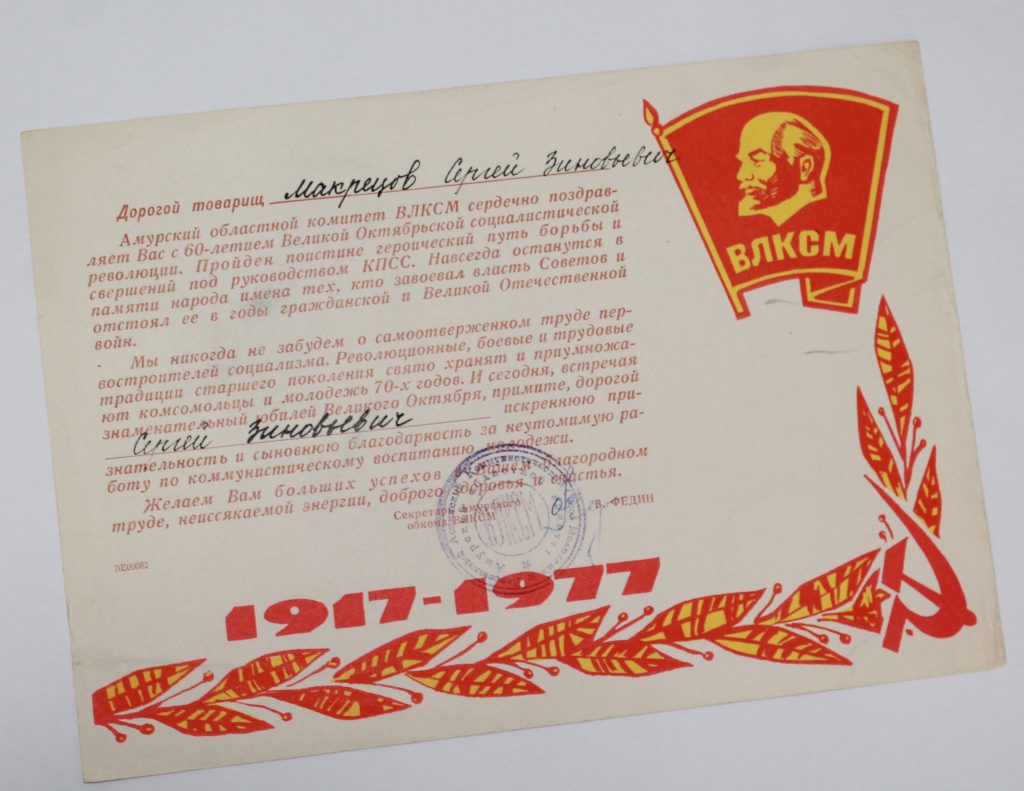 Дорогой товарищ Макрецов Сергей Зиновьевич
Амурский областной комитет ВЛКСМ сердечно поздрав-
ляет Вас с 60-летием Великой Октябрьской социалистической
революции. Пройден поистине героический путь борьбы и
свершений под руководством КПСС. Навсегда останутся в
памяти народа имена тех, кто завоевал власть Советов и
отстоял ее в годы гражданской и Великой Отечественной
войн.
Мы никогда не забудем о самоотверженном труде пер-
востроителей социализма. Революционные, боевые и трудовые
традиции старшего поколения свято хранят и приумножа-
ют комсомольцы и молодежь 70-х годов. И сегодня, встречая
знаменательный юбилей Великого Октября, примите, дорогой
Сергей Зиновьевич искреннюю при-
знательность и сыновнюю благодарность за неутомимую ра-
боту по коммунистическому воспитанию молодежи.
Желаем Вам больших успехов в Вашем благородном
труде, неиссякаемой энергии, доброго здоровья и счастья.
Секретарь Амурского
обкома ВЛКСМ
В. ФЕДИН
ВЕ00082
1917-1977
ВЛКСМ